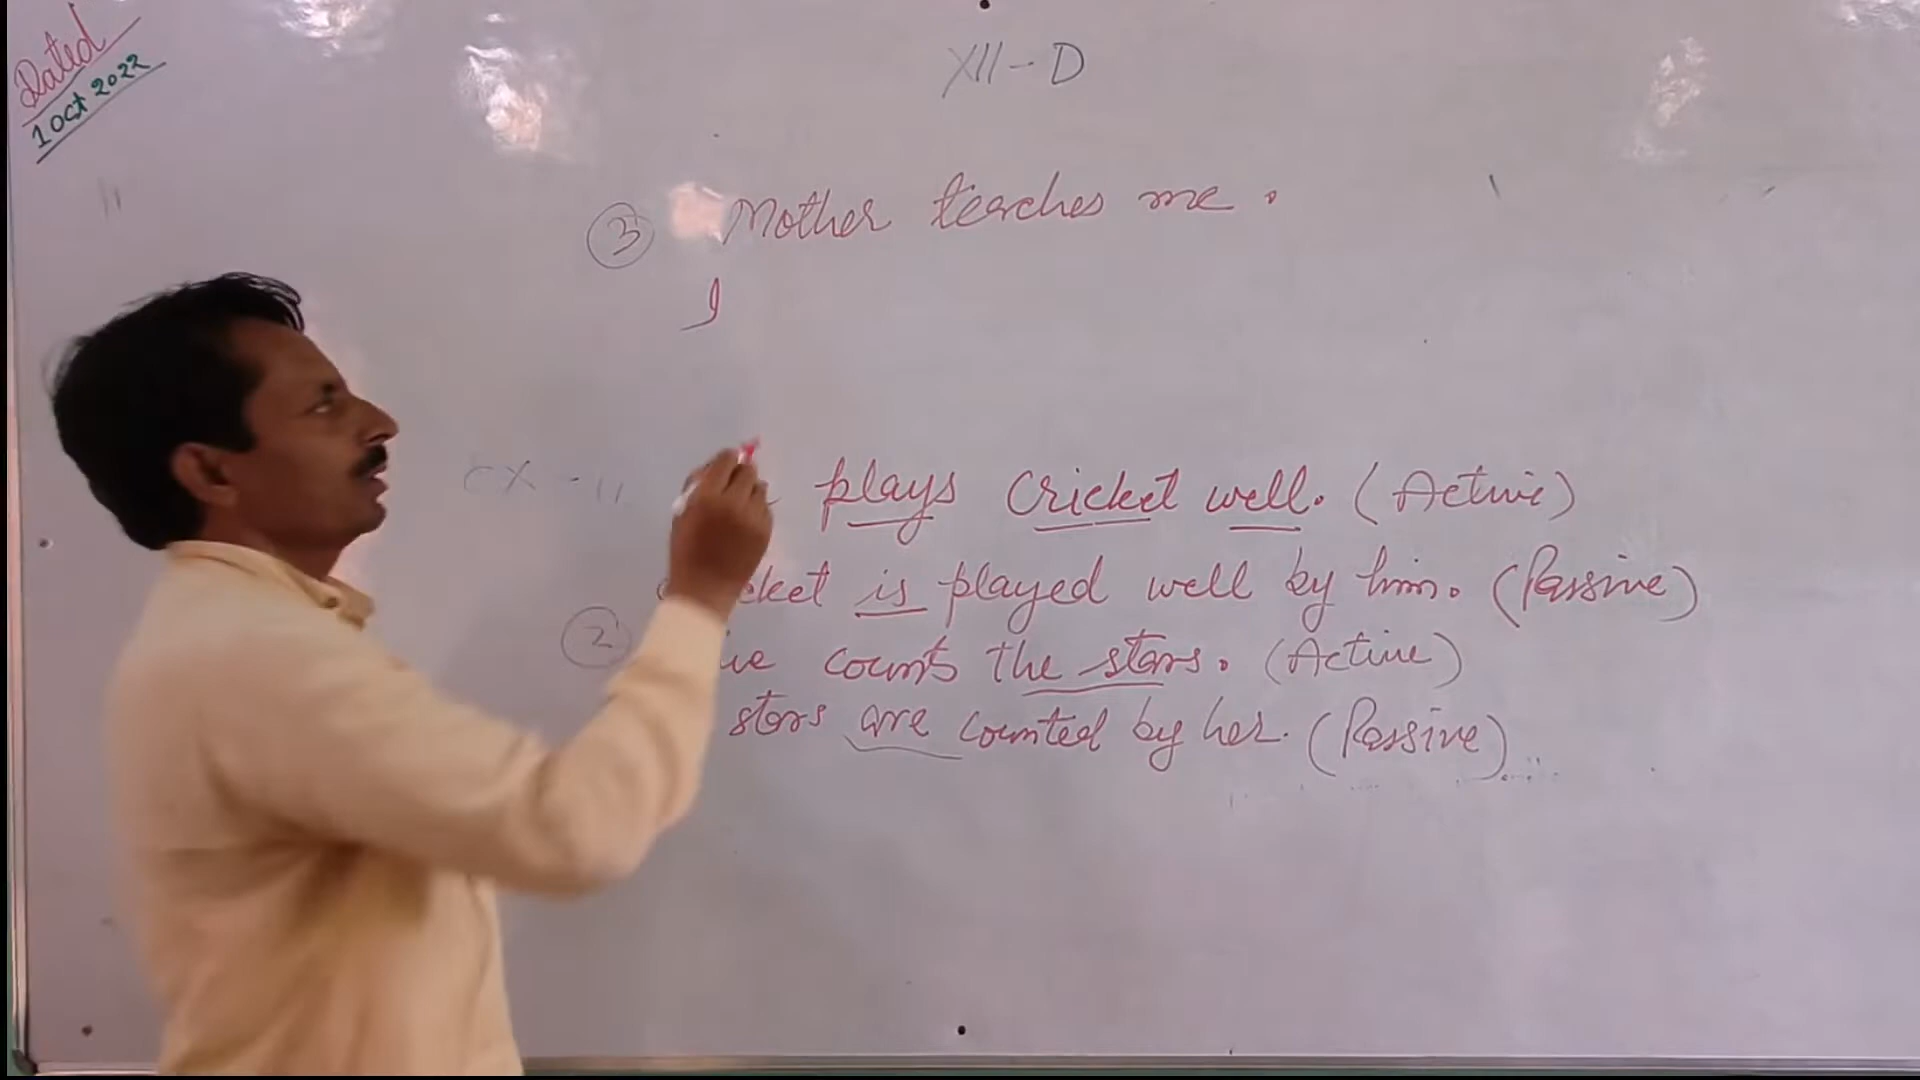 Dated
1 Oct 2022
XII-D
③ Mother teaches me.
I
plays Cricket well. (Active)
is played well by him. (Passive)
② counts the stars. (Active)
stars are counted by her. (Passive)